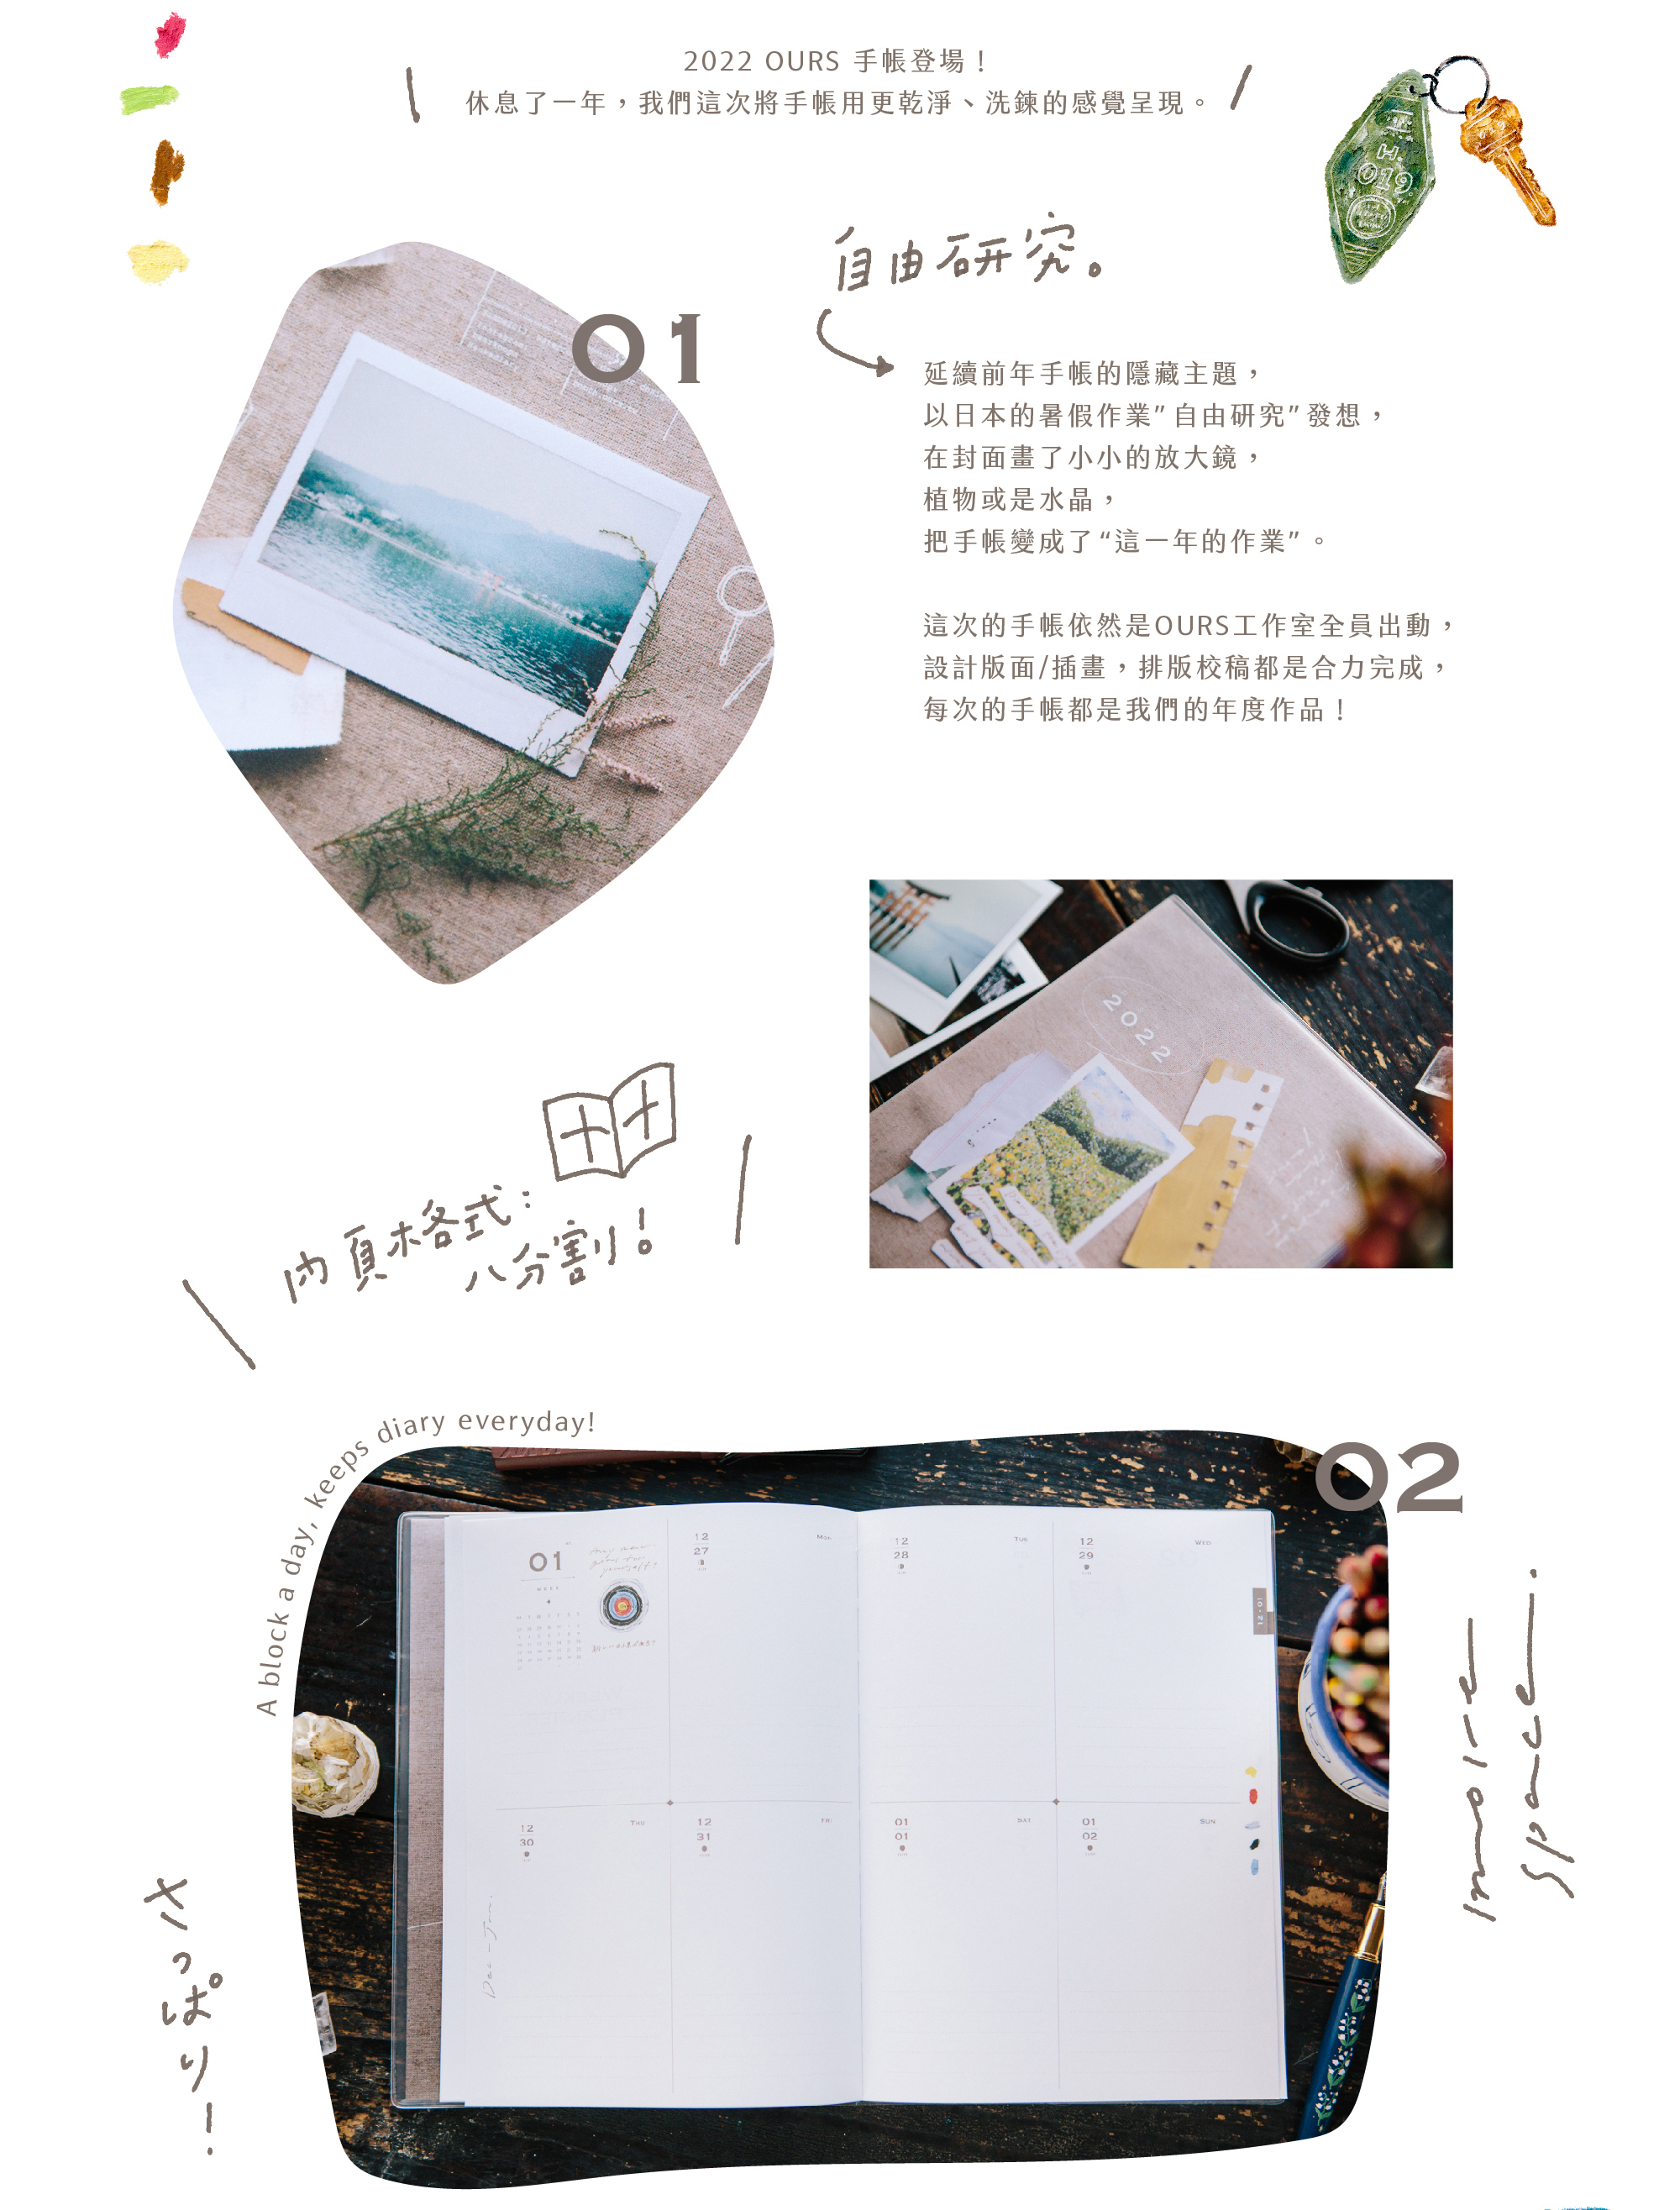 2022 OURS 手帳登場！
休息了一年，我們這次將手帳用更乾淨、洗鍊的感覺呈現。
H.
019
自由研究。
01
延續前年手帳的隱藏主題，
以日本的暑假作業”自由研究”發想，
在封面畫了小小的放大鏡，
植物或是水晶，
把手帳變成了“這一年的作業”。
這次的手帳依然是OURS工作室全員出動，
設計版面/插畫，排版校稿都是合力完成，
每次的手帳都是我們的年度作品！
2022
內頁格式：
八分割！
A block a day, keeps diary everyday!
02
01
WEEK
12
27
MON
12
28
TUE
12
29
WED
12
30
THU
12
31
FRI
01
01
SAT
01
02
SUN
Dec - Jan.
more
space.
さっぱり！